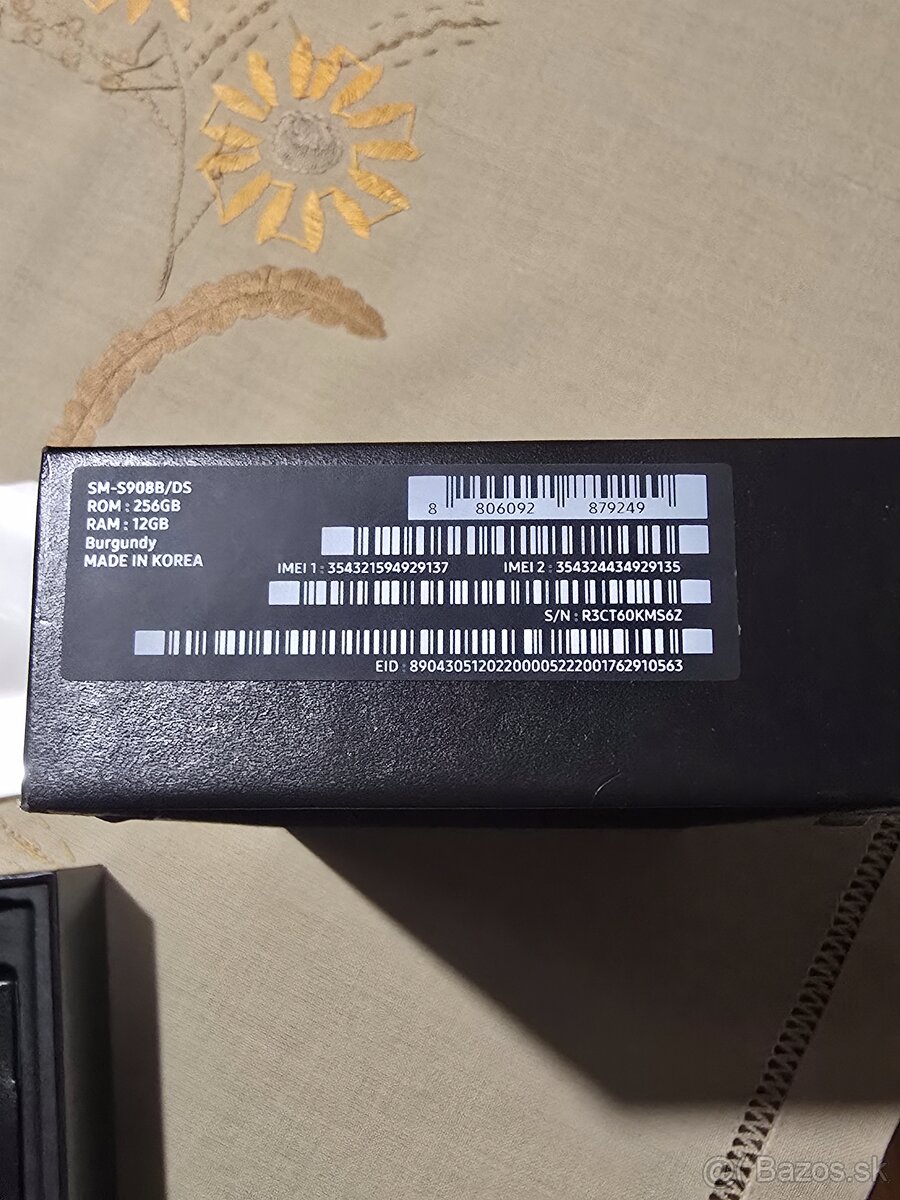 SM-S908B/DS
ROM : 256GB
RAM : 12GB
Burgundy
MADE IN KOREA
8 806092 879249
IMEI 1 : 354321594929137 IMEI 2 : 354324434929135
S/N : R3CT60KMS6Z
EID : 89043051202200005222001762910563
Bazos.sk